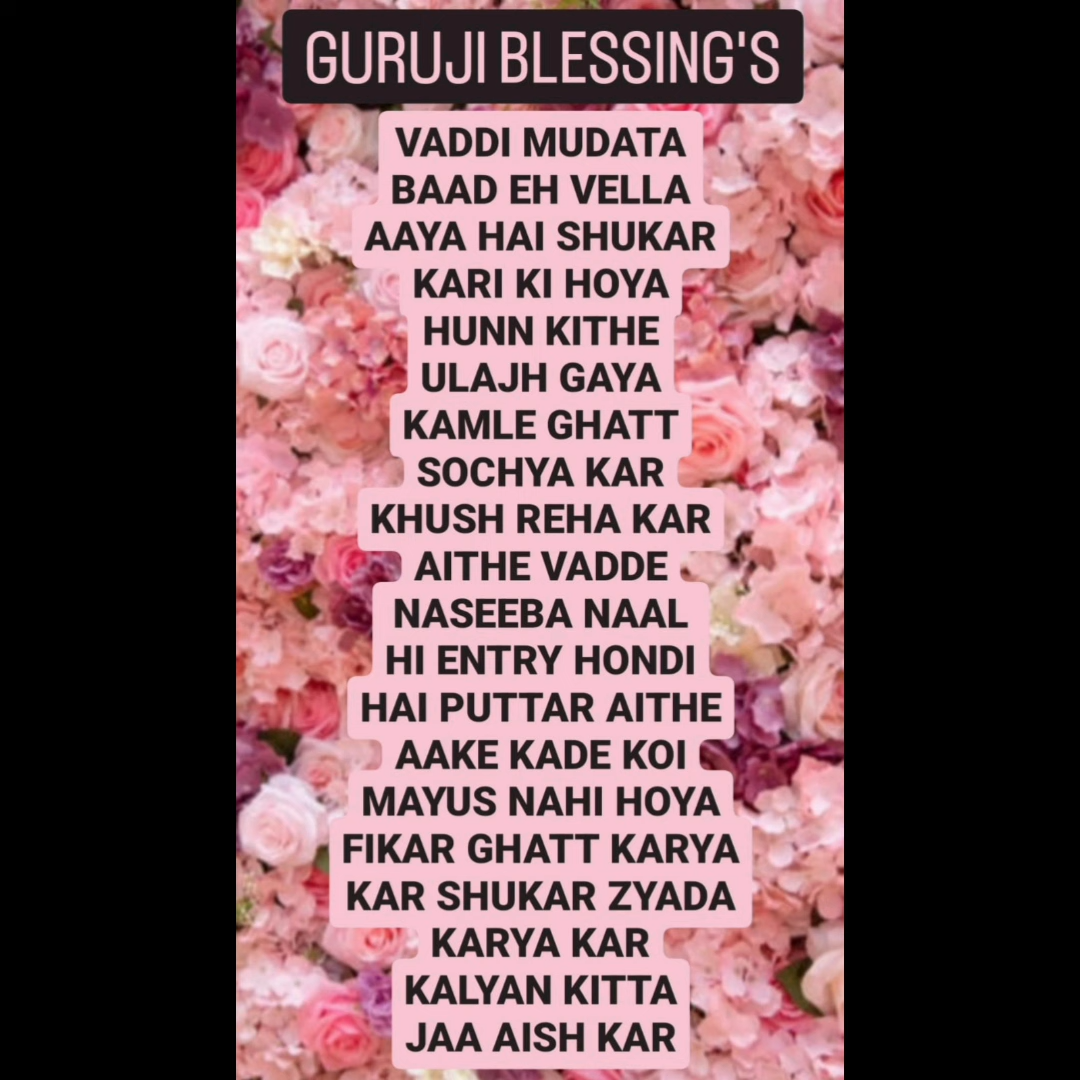 GURUJI BLESSING'S
VADDI MUDATA
BAAD EH VELLA
AAYA HAI SHUKAR
KARI KI HOYA
HUNN KITHE
ULAJH GAYA
KAMLE GHATT
SOCHYA KAR
KHUSH REHA KAR
AITHE VADDE
NASEEBA NAAL
HI ENTRY HONDI
HAI PUTTAR AITHE
AAKE KADE KOI
MAYUS NAHI HOYA
FIKAR GHATT KARYA
KAR SHUKAR ZYADA
KARYA KAR
KALYAN KITTA
JAA AISH KAR